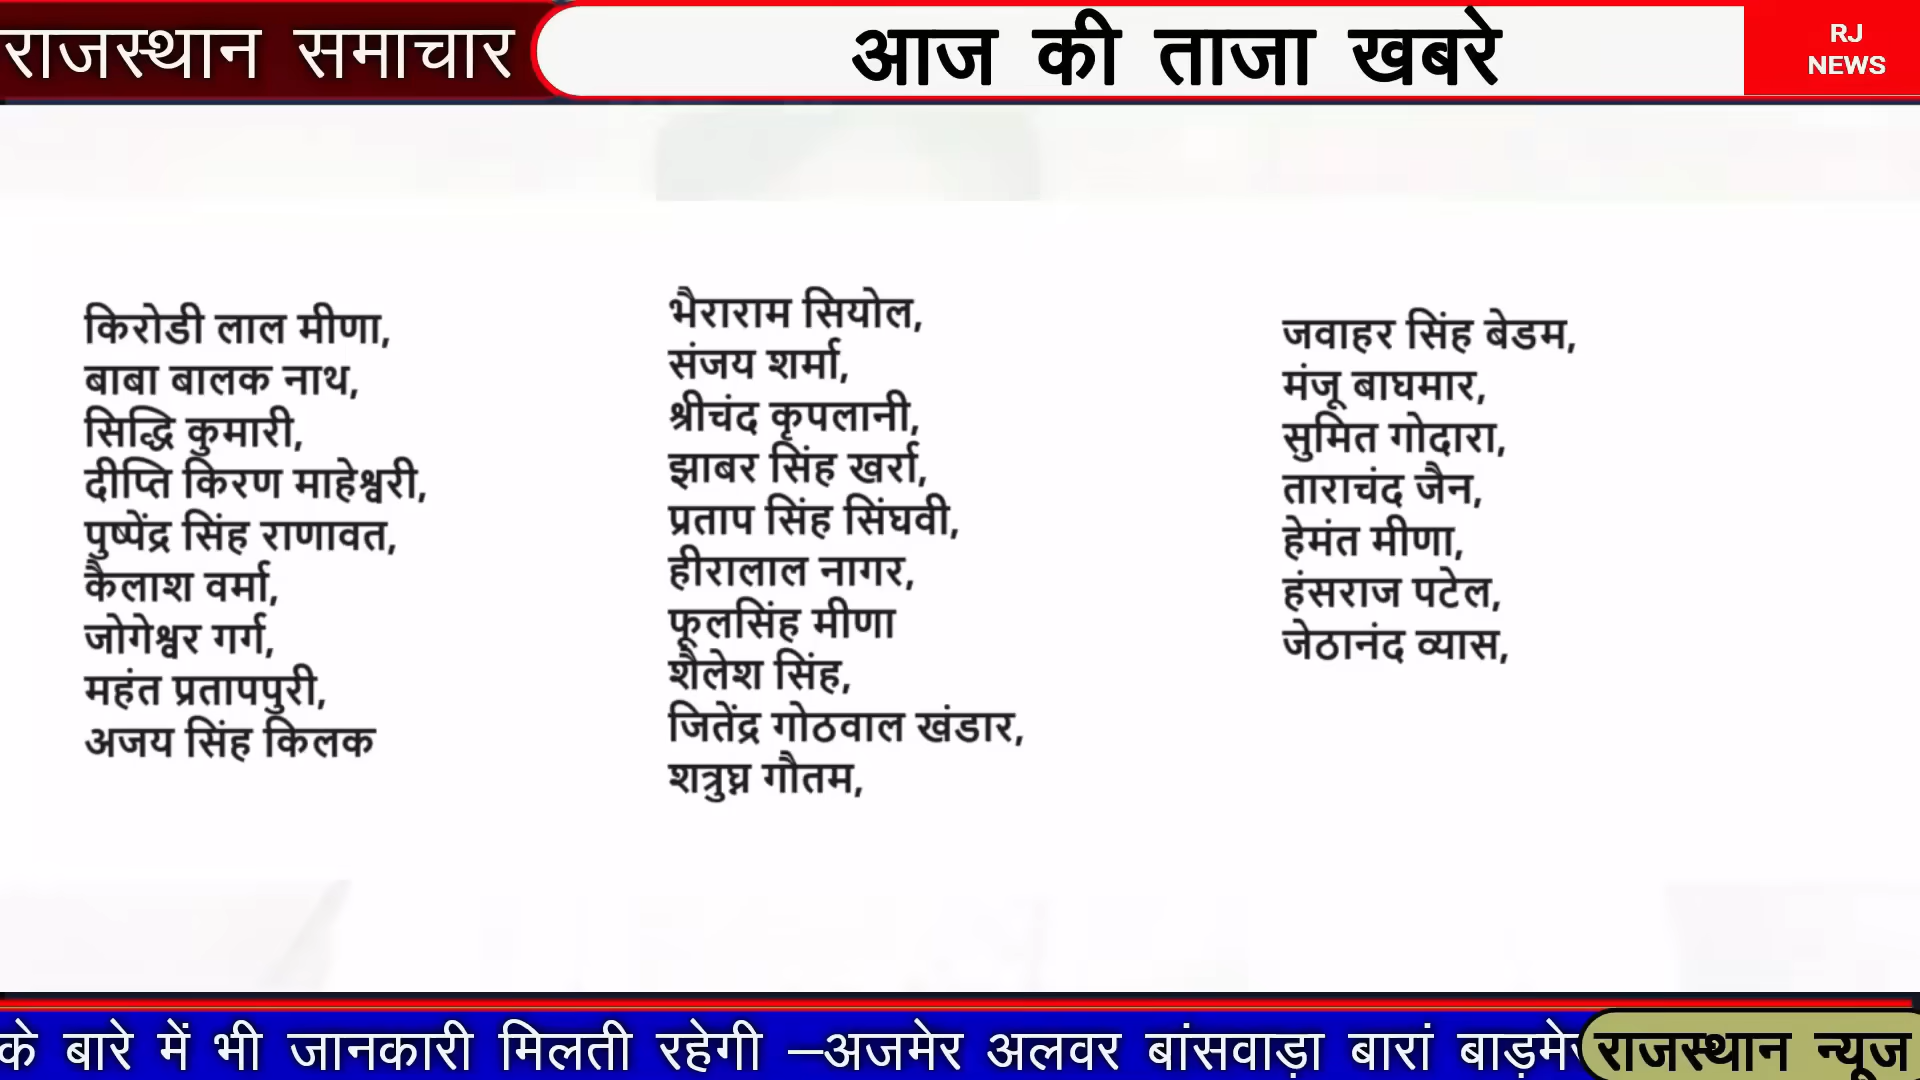 राजस्थान समाचार
आज की ताजा खबरे
RJ
NEWS
किरोडी लाल मीणा,
बाबा बालक नाथ,
सिद्धि कुमारी,
दीप्ति किरण माहेश्वरी,
पुष्पेंद्र सिंह राणावत,
कैलाश वर्मा,
जोगेश्वर गर्ग,
महंत प्रतापपुरी,
अजय सिंह किलक
भैराराम सियोल,
संजय शर्मा,
श्रीचंद कृपलानी,
झाबर सिंह खर्रा,
प्रताप सिंह सिंघवी,
हीरालाल नागर,
फूलसिंह मीणा
शैलेश सिंह,
जितेंद्र गोठवाल खंडार,
शत्रुघ्न गौतम,
जवाहर सिंह बेडम,
मंजू बाघमार,
सुमित गोदारा,
ताराचंद जैन,
हेमंत मीणा,
हंसराज पटेल,
जेठानंद व्यास,
के बारे में भी जानकारी मिलती रहेगी –अजमेर अलवर बांसवाड़ा बारां
राजस्थान न्यूज